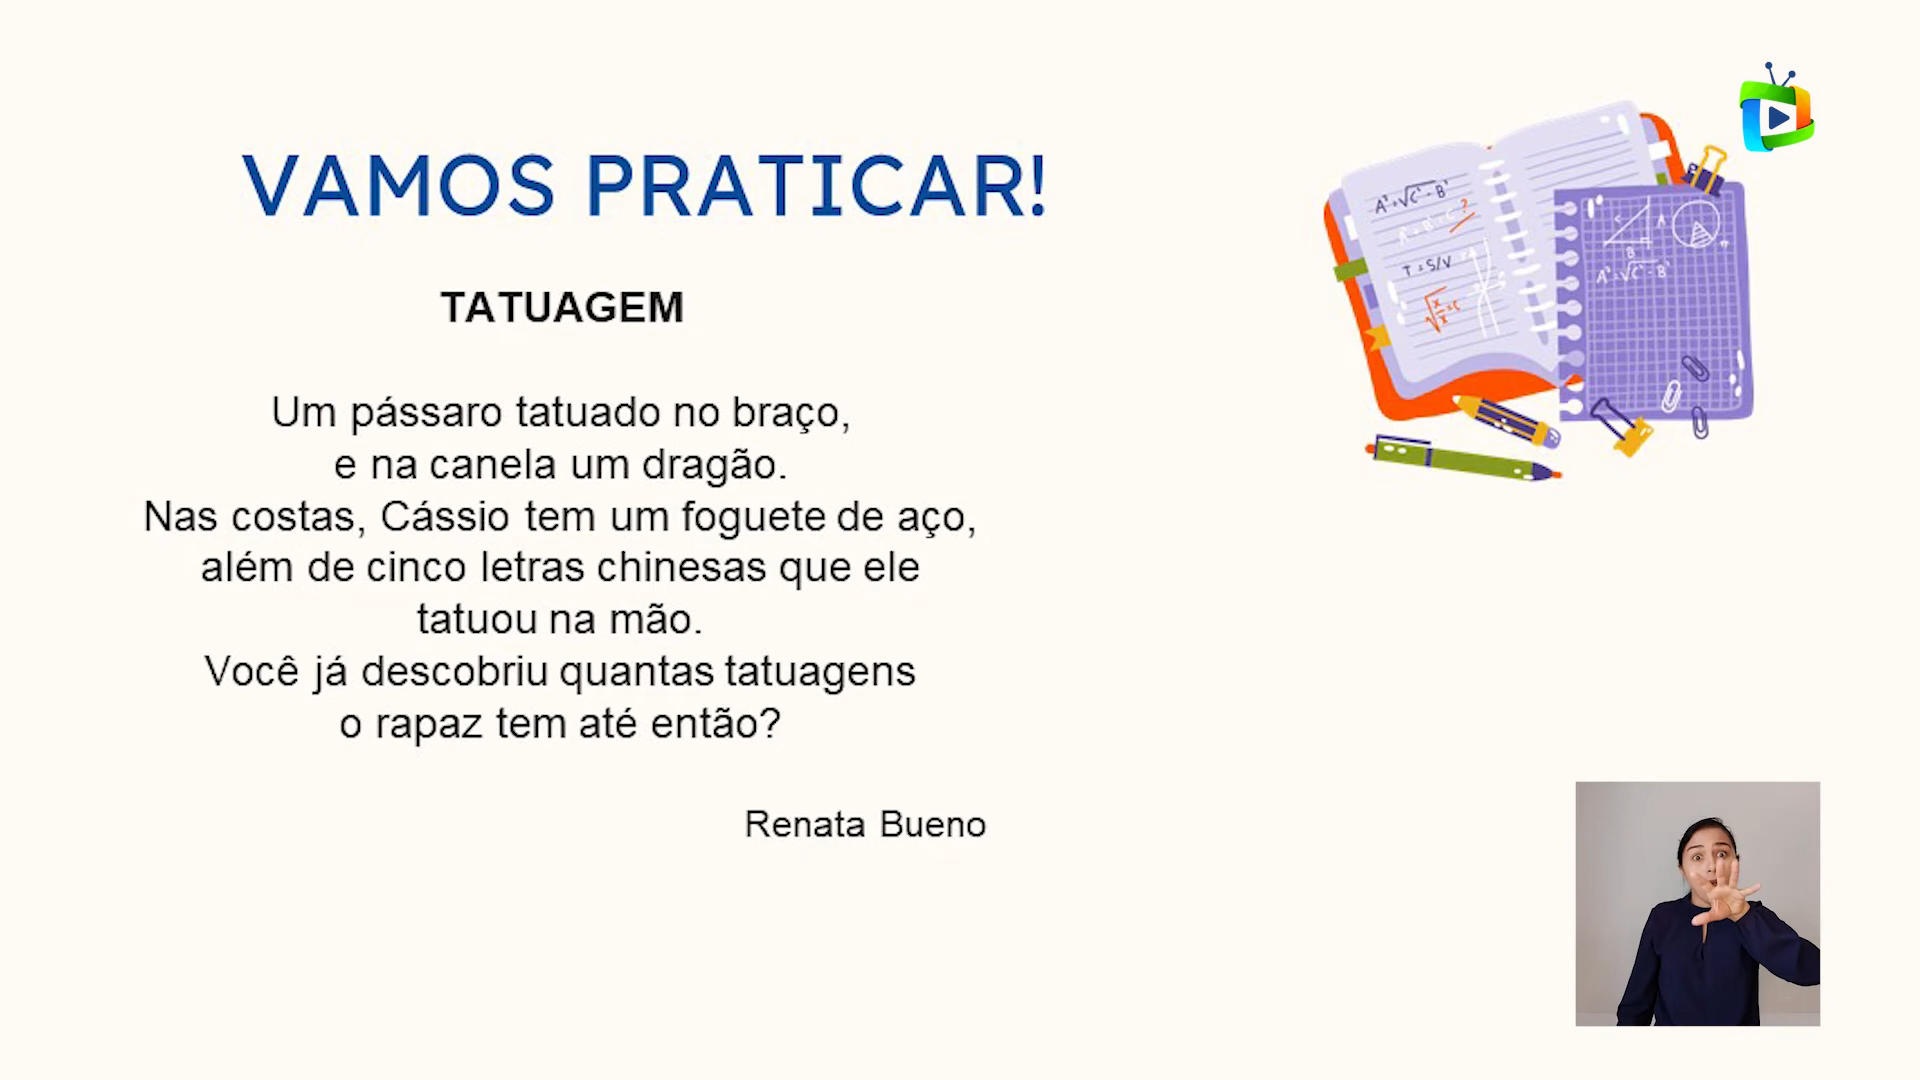 VAMOS PRATICAR!
TATUAGEM
Um pássaro tatuado no braço,
e na canela um dragão.
Nas costas, Cássio tem um foguete de aço,
além de cinco letras chinesas que ele
tatuou na mão.
Você já descobriu quantas tatuagens
o rapaz tem até então?
Renata Bueno
T = S/V